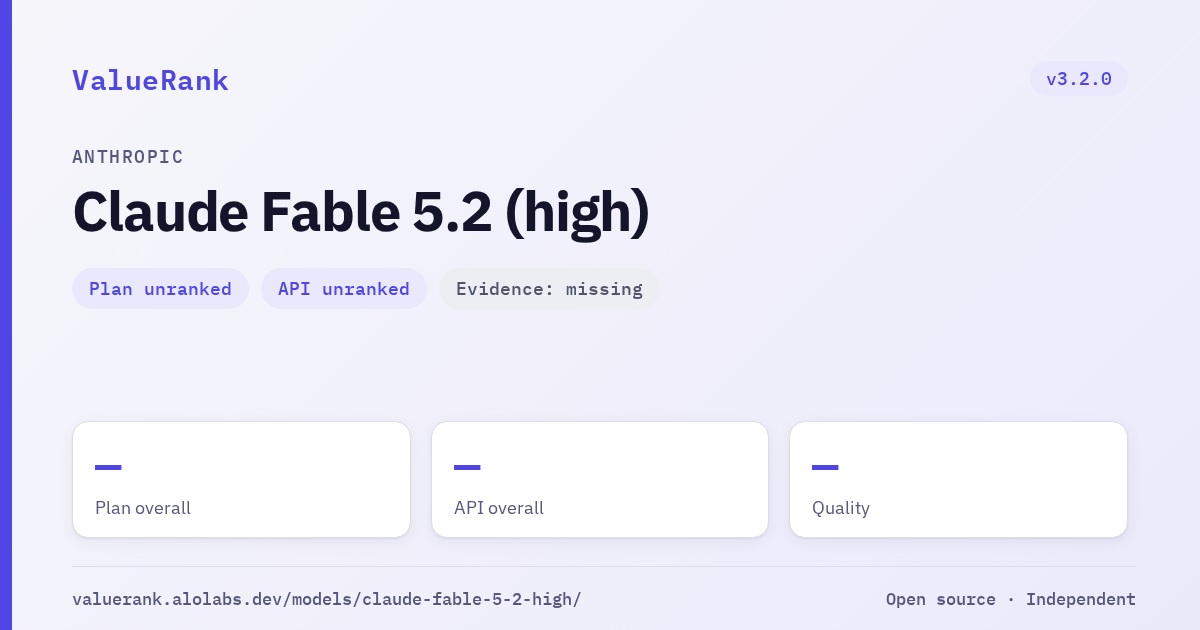 ValueRank
v3.2.0
ANTHROPIC
Claude Fable 5.2 (high)
Plan unranked
API unranked
Evidence: missing
—
Plan overall
—
API overall
—
Quality
valuerank.alolabs.dev/models/claude-fable-5-2-high/
Open source · Independent